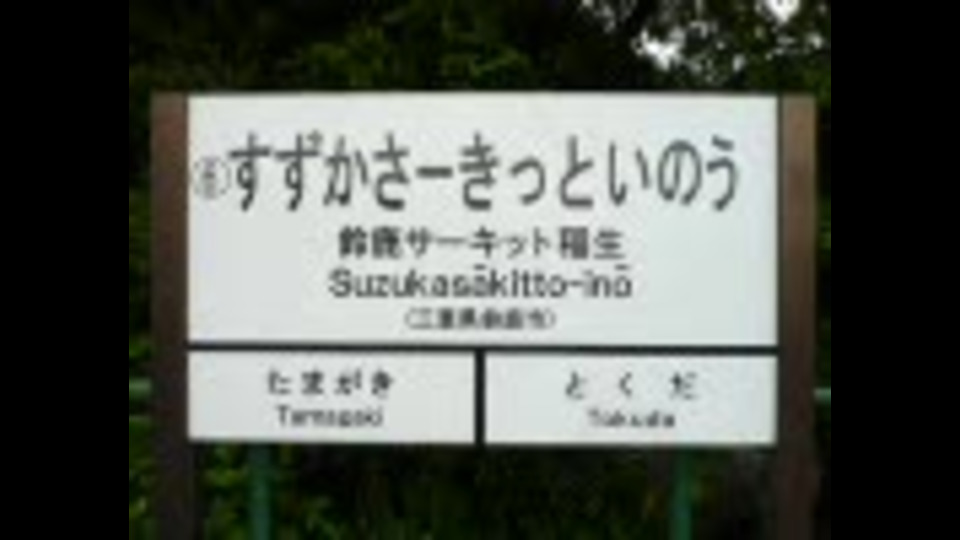 すずかさーきっといのう
鈴鹿サーキット稲生
Suzukasākitto-inō
(三重県鈴鹿市)
たまがき
Tamagaki
とくだ
Tokuda